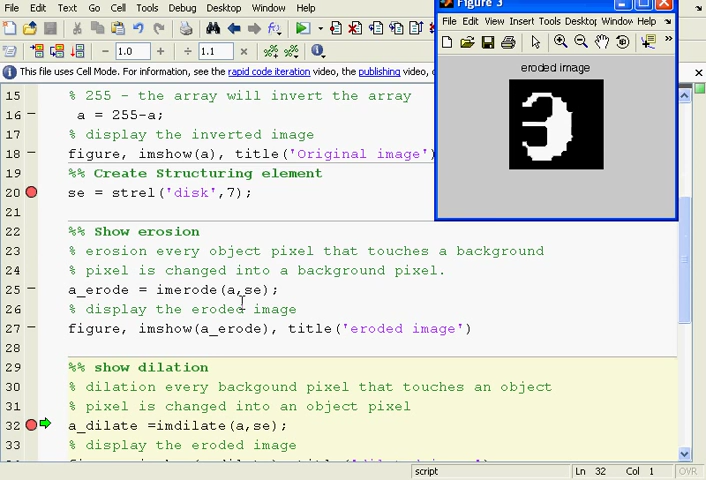 File Edit Text Go Cell Tools Debug Desktop Window Help
1.0 + ÷ 1.1 ×
This file uses Cell Mode. For information, see the rapid code iteration video, the publishing video,
15 % 255 - the array will invert the array
16 a = 255-a;
17 % display the inverted image
18 figure, imshow(a), title('Original image')
19 %% Create Structuring element
20 se = strel('disk',7);
21
22 %% Show erosion
23 % erosion every object pixel that touches a background
24 % pixel is changed into a background pixel.
25 a_erode = imerode(a,se);
26 % display the eroded image
27 figure, imshow(a_erode), title('eroded image')
28
29 %% show dilation
30 % dilation every backgound pixel that touches an object
31 % pixel is changed into an object pixel
32 a_dilate =imdilate(a,se);
33 % display the eroded image
Figure 3
File Edit View Insert Tools Desktop Window Help
eroded image
3
script Ln 32 Col 1 OVR